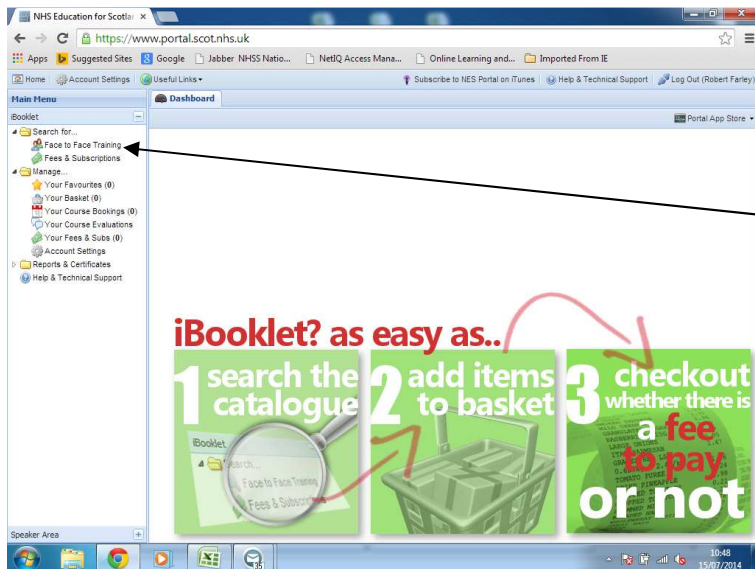 NHS Education for Scotlan
https://www.portal.scot.nhs.uk
Apps Suggested Sites Google Jabber NHSS Natio... NetIQ Access Mana... Online Learning and... Imported From IE
Home Account Settings Useful Links Subscribe to NES Portal on iTunes Help & Technical Support Log Out (Robert Farley)
Main Menu Dashboard
iBooklet Portal App Store
Search for...
Face to Face Training
Fees & Subscriptions
Manage...
Your Favourites (0)
Your Basket (0)
Your Course Bookings (0)
Your Course Evaluations
Your Fees & Subs (0)
Account Settings
Reports & Certificates
Help & Technical Support
iBooklet? as easy as..
1 search the catalogue
iBooklet
Search...
Face to Face Training
Fees & Subscriptions
2 add items to basket
3 checkout
whether there is
a fee
to pay
or not
Speaker Area
35
10:48
15/07/2014